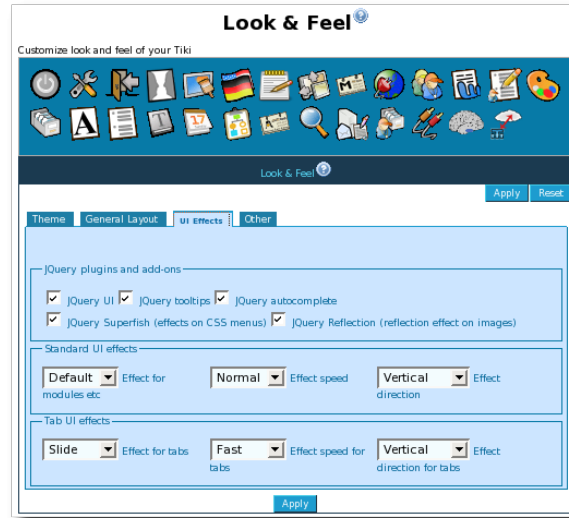 Look & Feel
Customize look and feel of your Tiki
Look & Feel
Apply Reset
Theme General Layout UI Effects Other
JQuery plugins and add-ons
JQuery UI JQuery tooltips JQuery autocomplete
JQuery Superfish (effects on CSS menus) JQuery Reflection (reflection effect on images)
Standard UI effects
Default Effect for modules etc Normal Effect speed Vertical Effect direction
Tab UI effects
Slide Effect for tabs Fast Effect speed for tabs Vertical Effect direction for tabs
Apply